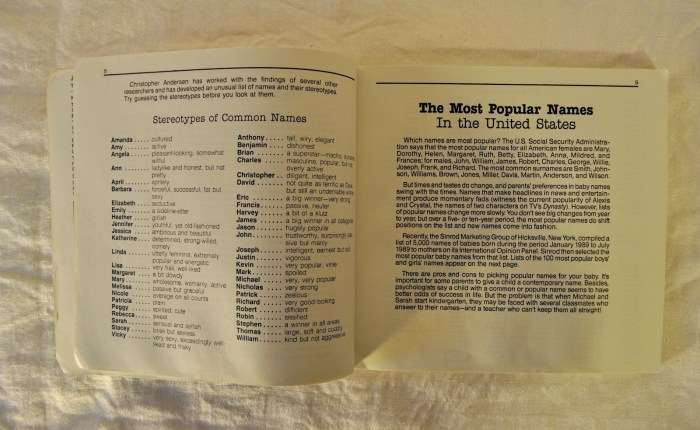 8
Christopher Andersen has worked with the findings of several other
researchers and has developed an unusual list of names and their stereotypes.
Try guessing the stereotypes before you look at them.
Stereotypes of Common Names
Amanda ..... cultured
Amy ..... active
Angela ..... pleasant-looking, somewhat
willful
Ann ..... ladylike and honest, but not
pretty
April ..... spritely
Barbara ..... forceful, successful, fat but
sexy
Elizabeth ..... seductive
Emily ..... a sideline-sitter
Heather ..... girlish
Jennifer ..... youthful, yet old-fashioned
Jessica ..... ambitious and beautiful
Katharine ..... determined, strong-willed,
comely
Linda ..... utterly feminine, extremely
popular and energetic
Lisa ..... very frail, well-liked
Margaret ..... a bit dowdy
Mary ..... wholesome, womanly, active
Melissa ..... passive but graceful
Nicole ..... average on all counts
Patricia ..... plain
Peggy ..... spirited, cute
Rebecca ..... sweet
Sarah ..... sensual and selfish
Stacey ..... brisk but sexless
Vicky ..... very sexy, exceedingly well-
liked and frisky
Anthony ..... tall, wiry, elegant
Benjamin ..... dishonest
Brian ..... a superstar—macho,
Charles ..... masculine, popular, but
overly active
Christopher ..... diligent, intelligent
David ..... not quite as terrific as
but still an undeniable
Eric ..... a big winner—very strong
Francis ..... passive, neuter
Harvey ..... a bit of a klutz
James ..... a big winner in all categories
Jason ..... hugely popular
John ..... trustworthy, surprisingly
sive but manly
Joseph ..... intelligent, earnest but dull
Justin ..... vigorous
Kevin ..... very popular, virile
Mark ..... spoiled
Michael ..... very, very popular
Nicholas ..... very strong
Patrick ..... zealous
Richard ..... very good-looking
Robert ..... diffident
Robin ..... sissified
Stephen ..... a winner in all areas
Thomas ..... large, soft and cuddly
William ..... kind but not aggressive
9
The Most Popular Names
In the United States
Which names are most popular? The U.S. Social Security Administra-
tion says that the most popular names for all American females are Mary,
Dorothy, Helen, Margaret, Ruth, Betty, Elizabeth, Anna, Mildred, and
Frances; for males, John, William, James, Robert, Charles, George, Willie,
Joseph, Frank, and Richard. The most common surnames are Smith, John-
son, Williams, Brown, Jones, Miller, Davis, Martin, Anderson, and Wilson.
But times and tastes do change, and parents' preferences in baby names
swing with the times. Names that make headlines in news and entertain-
ment produce momentary fads (witness the current popularity of Alexis
and Crystal, the names of two characters on TV's Dynasty). However, lists
of popular names change more slowly. You don't see big changes from year
to year, but over a five- or ten-year period, the most popular names do shift
positions on the list and new names come into fashion.
Recently, the Sinrod Marketing Group of Hicksville, New York, compiled a
list of 5,000 names of babies born during the period January 1989 to July
1989 to mothers on its International Opinion Panel. Sinrod then selected the
most popular baby names from that list. Lists of the 100 most popular boys'
and girls' names appear on the next page.
There are pros and cons to picking popular names for your baby. It's
important for some parents to give a child a contemporary name. Besides,
psychologists say a child with a common or popular name seems to have
better odds of success in life. But the problem is that when Michael and
Sarah start kindergarten, they may be faced with several classmates who
answer to their names—and a teacher who can't keep them all straight!